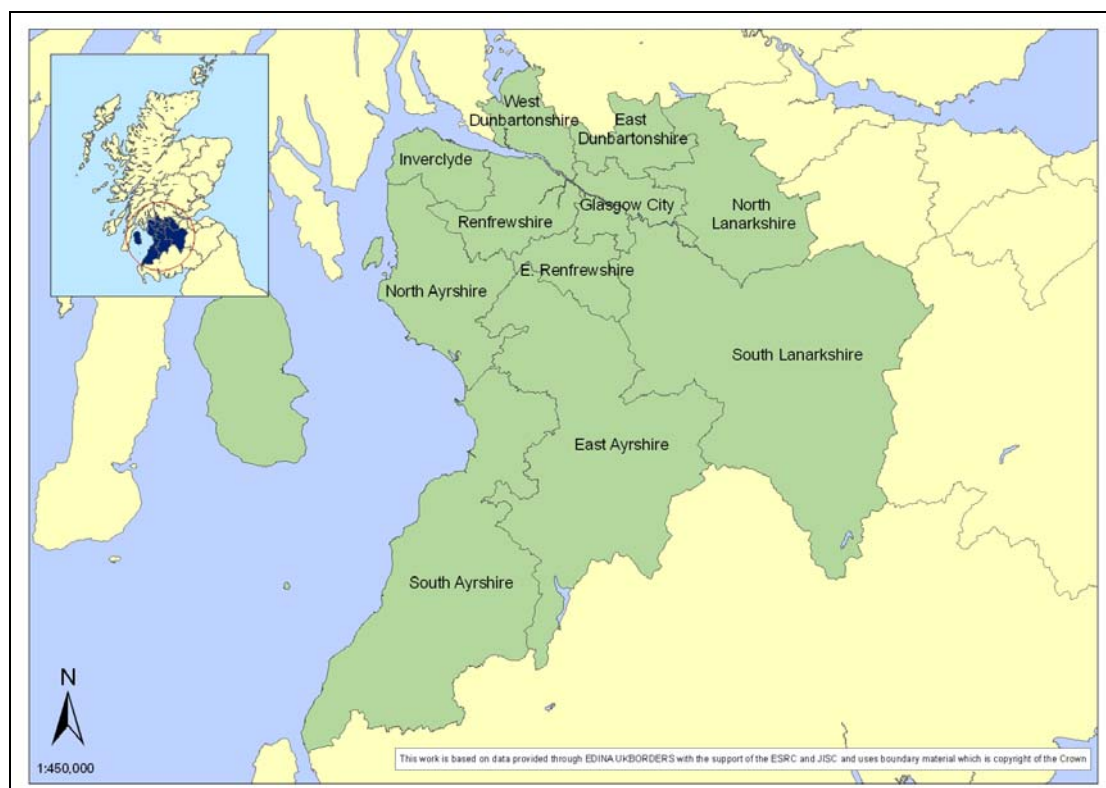 West
Dunbartonshire
East
Dunbartonshire
Inverclyde
North
Lanarkshire
Glasgow City
Renfrewshire
E. Renfrewshire
North Ayrshire
South Lanarkshire
East Ayrshire
South Ayrshire
N
1:450,000
This work is based on data provided through EDINA UKBORDERS with the support of the ESRC and JISC and uses boundary material which is copyright of the Crown